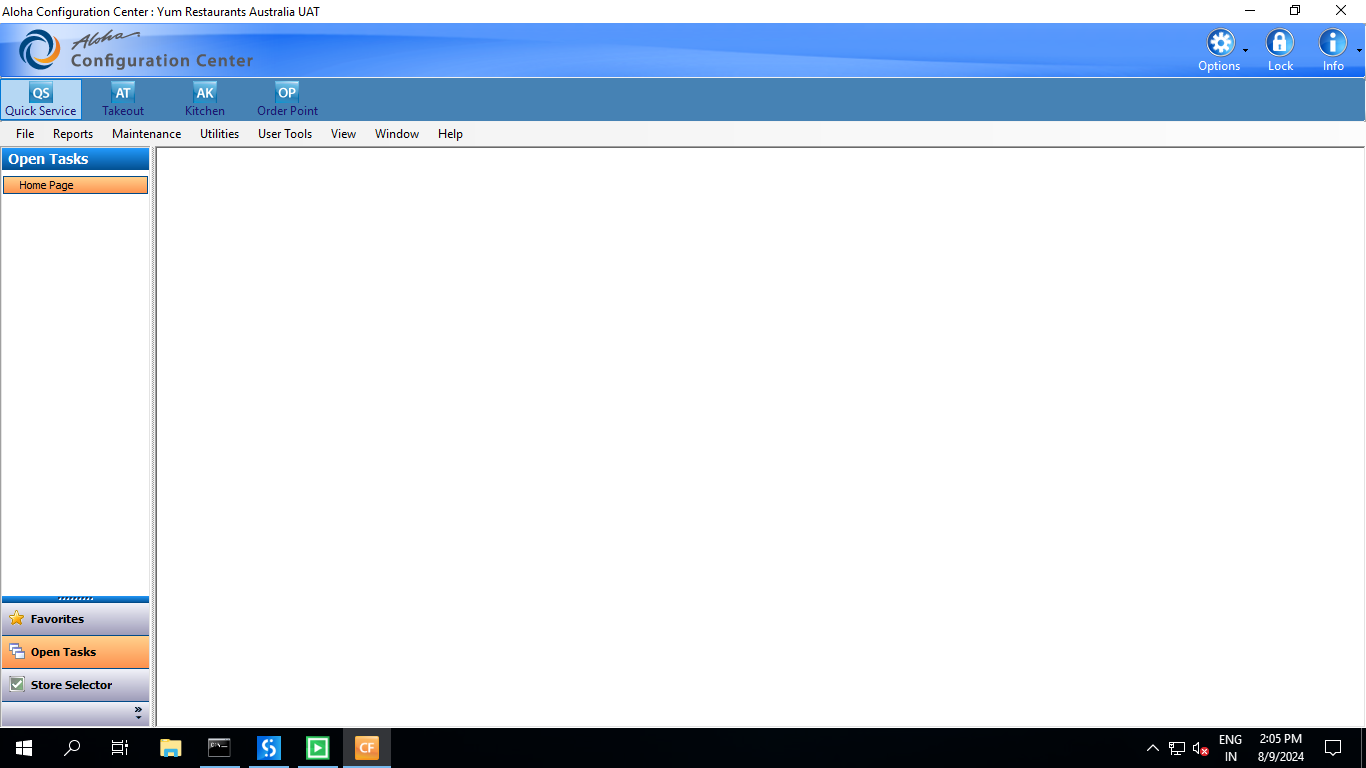 Aloha Configuration Center : Yum Restaurants Australia UAT
Aloha
Configuration Center
Options Lock Info
QS AT AK OP
Quick Service Takeout Kitchen Order Point
File Reports Maintenance Utilities User Tools View Window Help
Open Tasks
Home Page
Favorites
Open Tasks
Store Selector
CF
ENG
IN
2:05 PM
8/9/2024